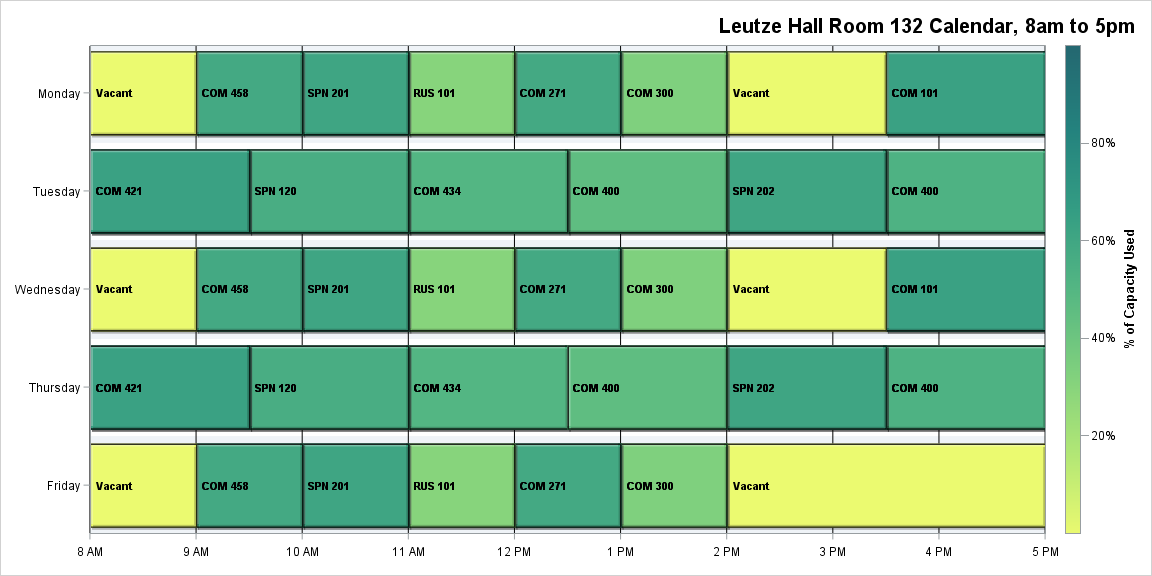 Leutze Hall Room 132 Calendar, 8am to 5pm
Monday
Vacant
COM 458
SPN 201
RUS 101
COM 271
COM 300
Vacant
COM 101
Tuesday
COM 421
SPN 120
COM 434
COM 400
SPN 202
COM 400
Wednesday
Vacant
COM 458
SPN 201
RUS 101
COM 271
COM 300
Vacant
COM 101
Thursday
COM 421
SPN 120
COM 434
COM 400
SPN 202
COM 400
Friday
Vacant
COM 458
SPN 201
RUS 101
COM 271
COM 300
Vacant
8 AM
9 AM
10 AM
11 AM
12 PM
1 PM
2 PM
3 PM
4 PM
5 PM
80%
60%
40%
20%
% of Capacity Used